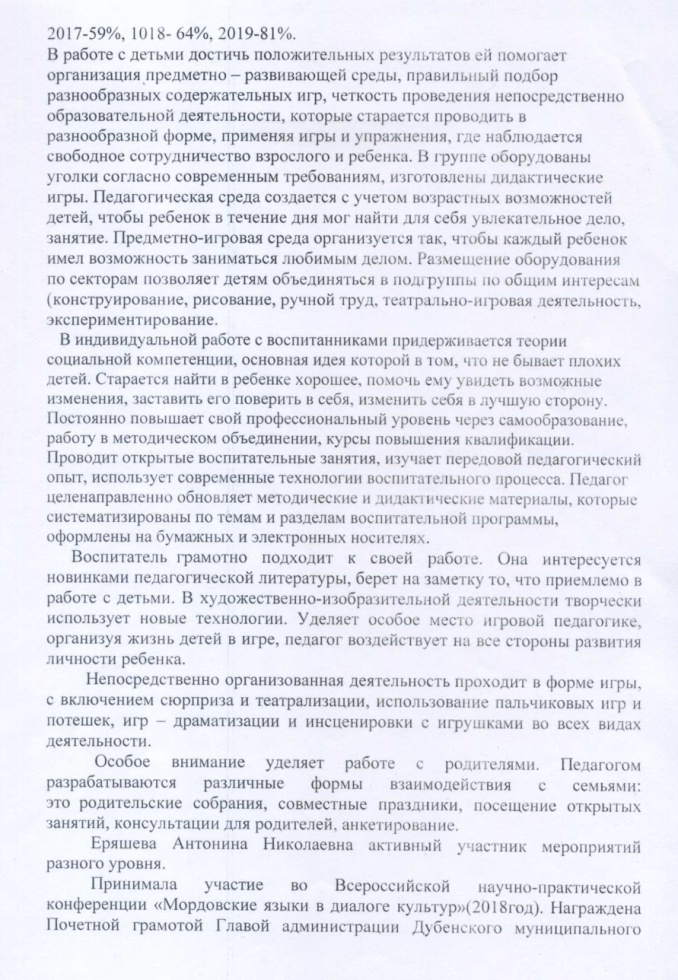 2017-59%, 1018- 64%, 2019-81%.
В работе с детьми достичь положительных результатов ей помогает
организация предметно – развивающей среды, правильный подбор
разнообразных содержательных игр, четкость проведения непосредственно
образовательной деятельности, которые старается проводить в
разнообразной форме, применяя игры и упражнения, где наблюдается
свободное сотрудничество взрослого и ребенка. В группе оборудованы
уголки согласно современным требованиям, изготовлены дидактические
игры. Педагогическая среда создается с учетом возрастных возможностей
детей, чтобы ребенок в течение дня мог найти для себя увлекательное дело,
занятие. Предметно-игровая среда организуется так, чтобы каждый ребенок
имел возможность заниматься любимым делом. Размещение оборудования
по секторам позволяет детям объединяться в подгруппы по общим интересам
(конструирование, рисование, ручной труд, театрально-игровая деятельность,
экспериментирование.
В индивидуальной работе с воспитанниками придерживается теории
социальной компетенции, основная идея которой в том, что не бывает плохих
детей. Старается найти в ребенке хорошее, помочь ему увидеть возможные
изменения, заставить его поверить в себя, изменить себя в лучшую сторону.
Постоянно повышает свой профессиональный уровень через самообразование,
работу в методическом объединении, курсы повышения квалификации.
Проводит открытые воспитательные занятия, изучает передовой педагогический
опыт, использует современные технологии воспитательного процесса. Педагог
целенаправленно обновляет методические и дидактические материалы, которые
систематизированы по темам и разделам воспитательной программы,
оформлены на бумажных и электронных носителях.
Воспитатель грамотно подходит к своей работе. Она интересуется
новинками педагогической литературы, берет на заметку то, что приемлемо в
работе с детьми. В художественно-изобразительной деятельности творчески
использует новые технологии. Уделяет особое место игровой педагогике,
организуя жизнь детей в игре, педагог воздействует на все стороны развития
личности ребенка.
Непосредственно организованная деятельность проходит в форме игры,
с включением сюрприза и театрализации, использование пальчиковых игр и
потешек, игр – драматизации и инсценировки с игрушками во всех видах
деятельности.
Особое внимание уделяет работе с родителями. Педагогом
разрабатываются различные формы взаимодействия с семьями:
это родительские собрания, совместные праздники, посещение открытых
занятий, консультации для родителей, анкетирование.
Еряшева Антонина Николаевна активный участник мероприятий
разного уровня.
Принимала участие во Всероссийской научно-практической
конференции «Мордовские языки в диалоге культур»(2018год). Награждена
Почетной грамотой Главой администрации Дубенского муниципального